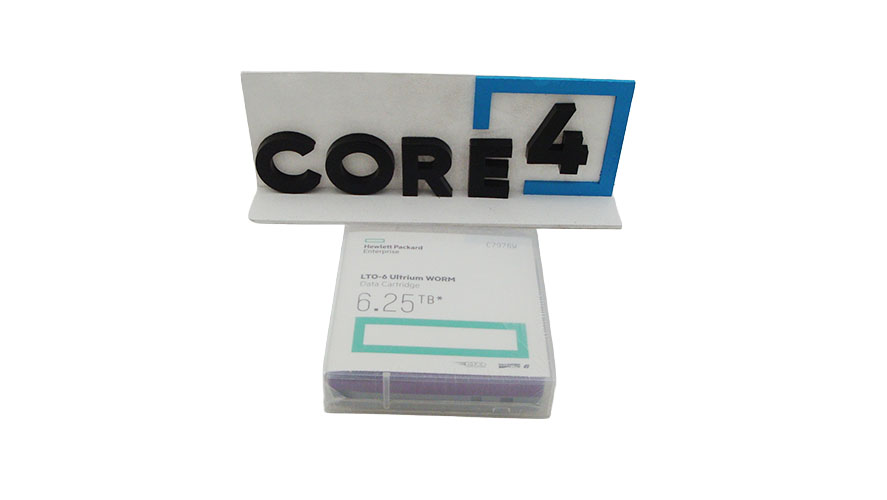 CORE4
Hewlett Packard
Enterprise
C7976W
LTO-6 Ultrium WORM
Data Cartridge
6.25TB*